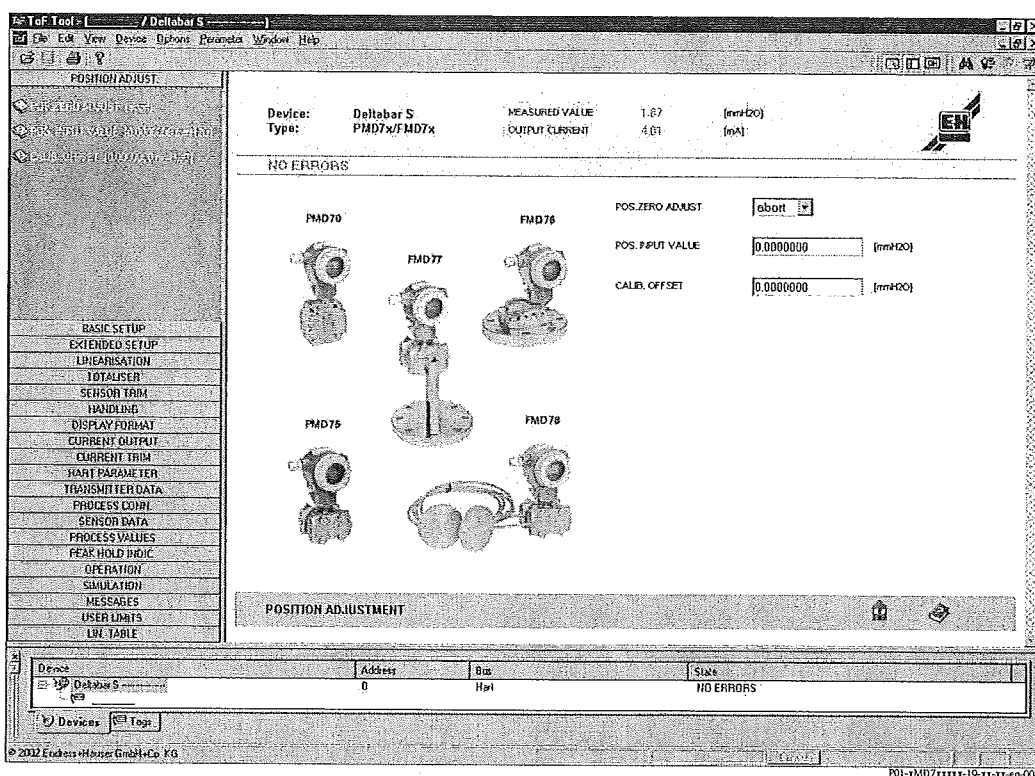 ToF Tool - [ / Deltabar S ---------- ]
File Edit View Device Options Parameter Window Help
POSITION ADJUST.
Device: Deltabar S MEASURED VALUE 1.87 [mmH2O]
Type: PMD7x/FMD7x OUTPUT CURRENT 4.01 [mA]
EH
NO ERRORS
POS.ZERO ADJUST abort
POS. INPUT VALUE 0.0000000 [mmH2O]
CALIB. OFFSET 0.0000000 [mmH2O]
PMD70
FMD76
FMD77
PMD75
FMD78
BASIC SETUP
EXTENDED SETUP
LINEARISATION
TOTALISER
SENSOR TRIM
HANDLING
DISPLAY FORMAT
CURRENT OUTPUT
CURRENT TRIM
HART PARAMETER
TRANSMITTER DATA
PROCESS CONN.
SENSOR DATA
PROCESS VALUES
PEAK HOLD INDIC
OPERATION
SIMULATION
MESSAGES
USER LIMITS
LIN. TABLE
POSITION ADJUSTMENT
Device Address Bus State
Deltabar S ---------- 0 Hart NO ERRORS
Devices Tags
© 2002 Endress+Hauser GmbH+Co. KG